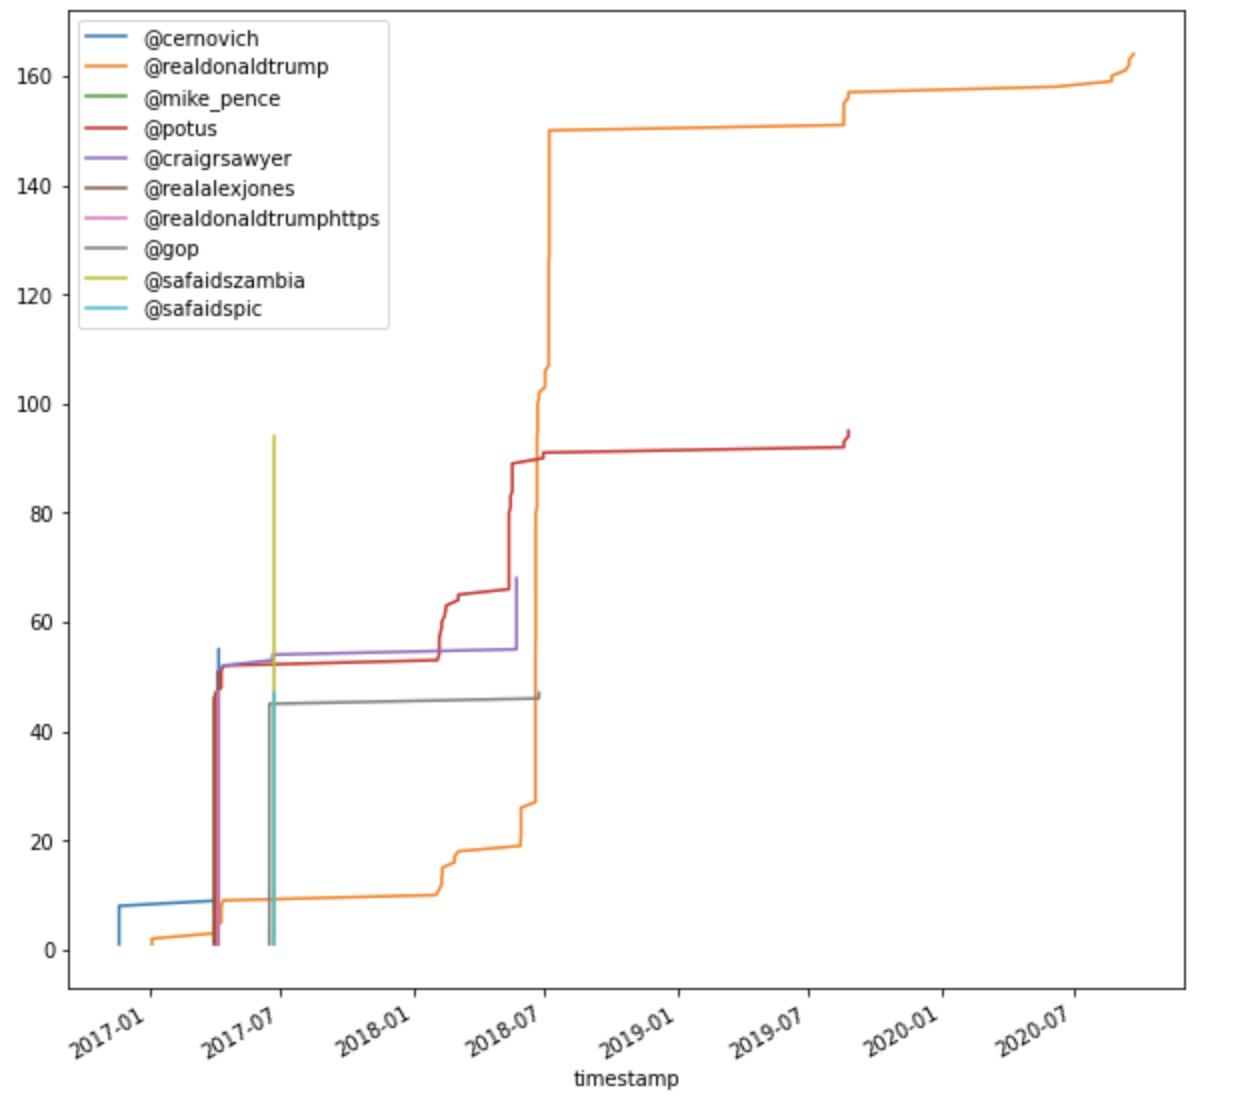 @cernovich
@realdonaldtrump
@mike_pence
@potus
@craigrsawyer
@realalexjones
@realdonaldtrumphttps
@gop
@safaidszambia
@safaidspic
160
140
120
100
80
60
40
20
0
2017-01
2017-07
2018-01
2018-07
2019-01
2019-07
2020-01
2020-07
timestamp